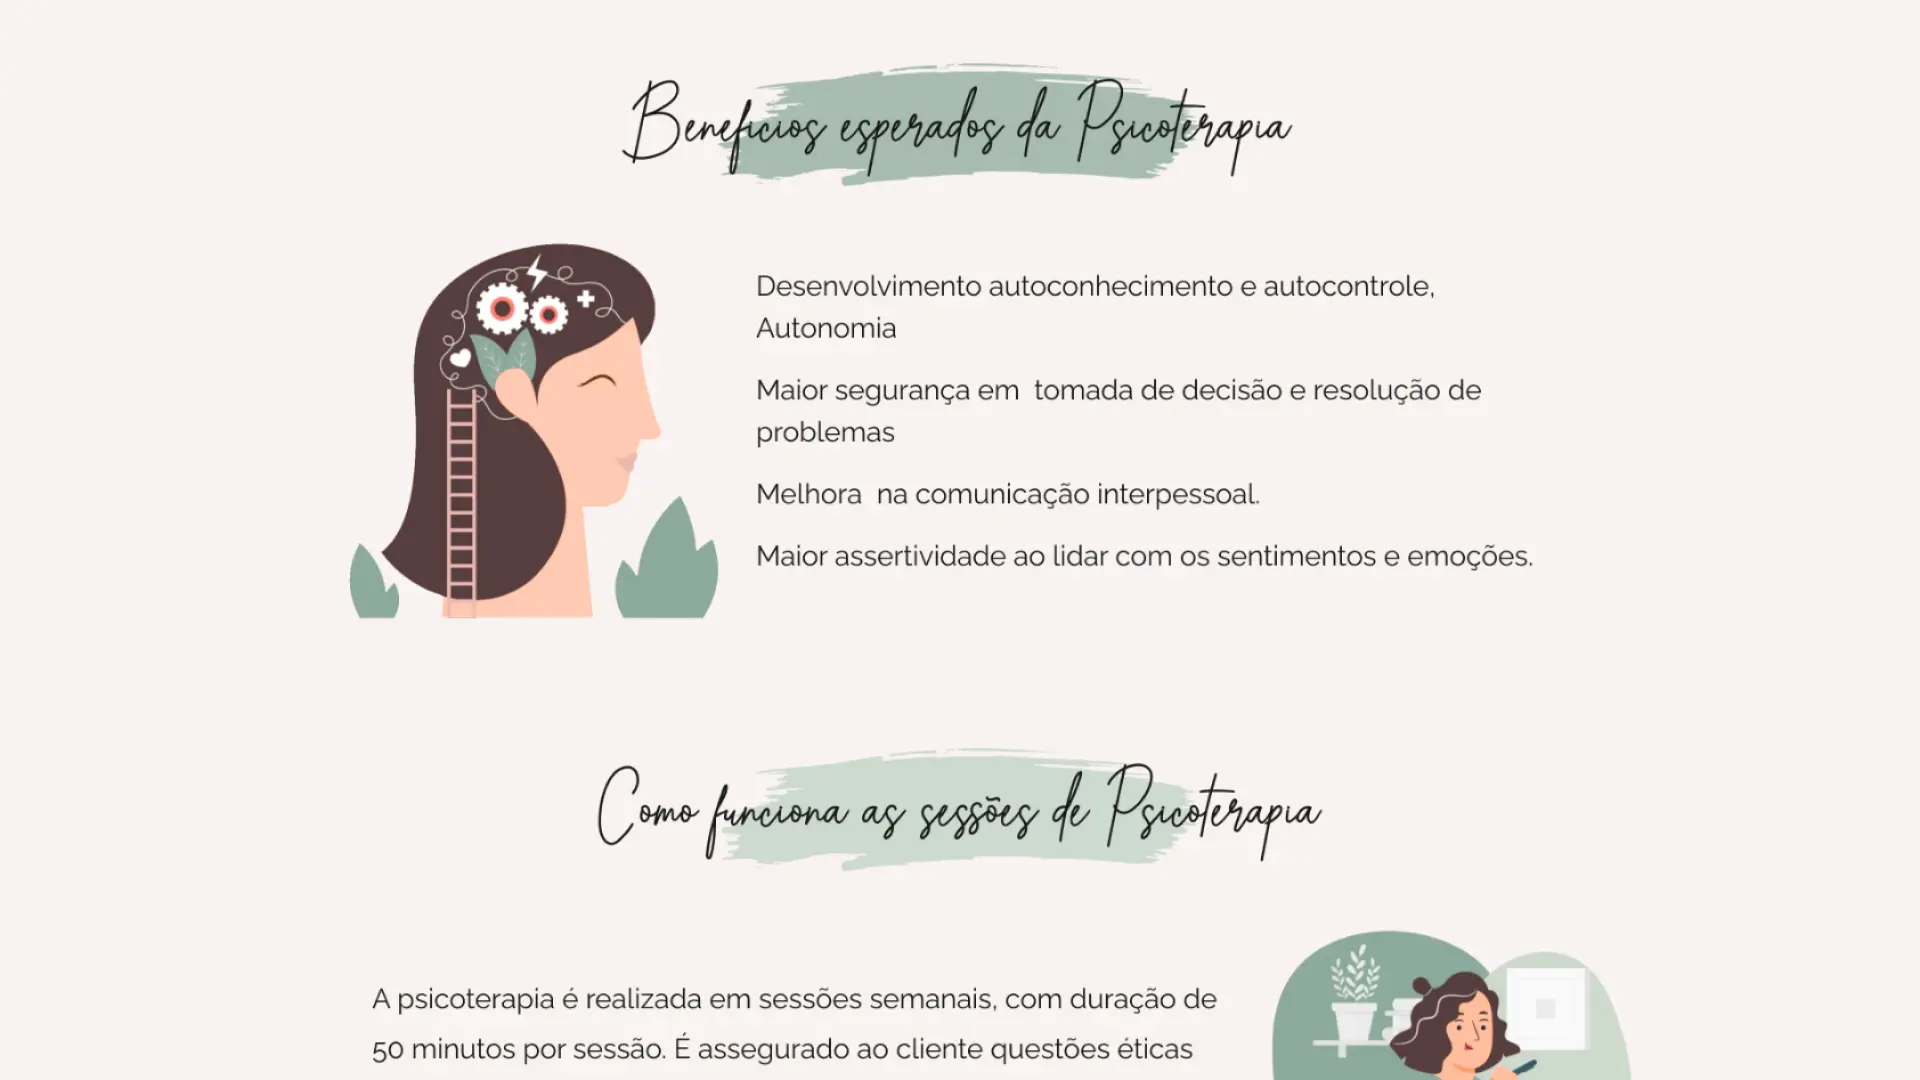 Beneficios esperados da Psicoterapia
Desenvolvimento autoconhecimento e autocontrole,
Autonomia
Maior segurança em  tomada de decisão e resolução de
problemas
Melhora  na comunicação interpessoal.
Maior assertividade ao lidar com os sentimentos e emoções.
Como funciona as sessões de Psicoterapia
A psicoterapia é realizada em sessões semanais, com duração de
50 minutos por sessão. É assegurado ao cliente questões éticas